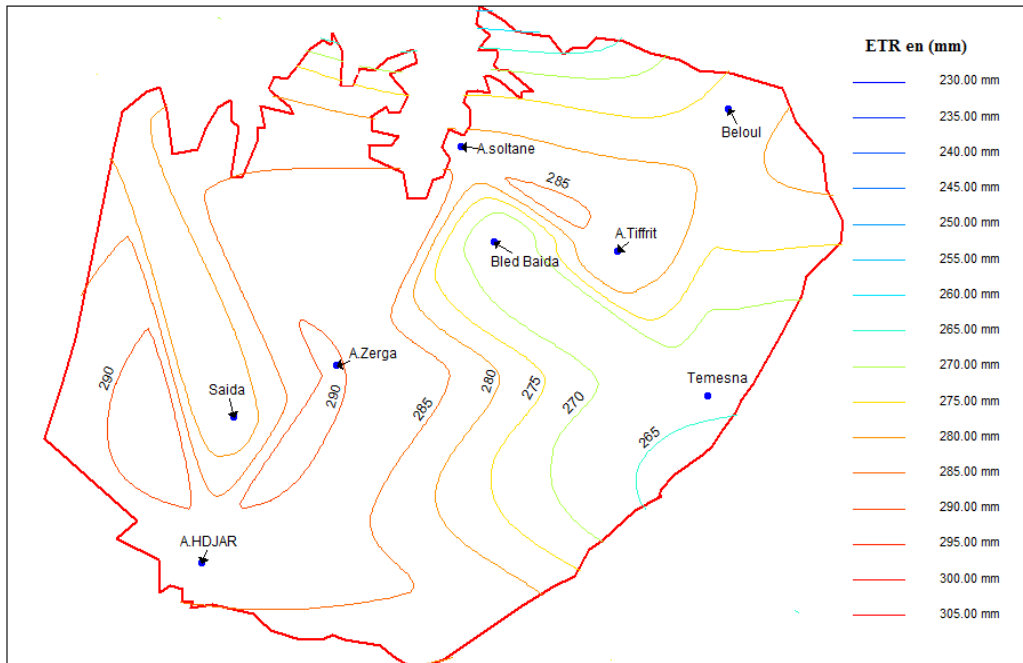 ETR en (mm)
230.00 mm
235.00 mm
240.00 mm
245.00 mm
250.00 mm
255.00 mm
260.00 mm
265.00 mm
270.00 mm
275.00 mm
280.00 mm
285.00 mm
290.00 mm
295.00 mm
300.00 mm
305.00 mm
Beloul
A.soltane
285
A.Tiffrit
Bled Baida
A.Zerga
290
Saida
290
285
280
275
270
Temesna
265
A.HDJAR